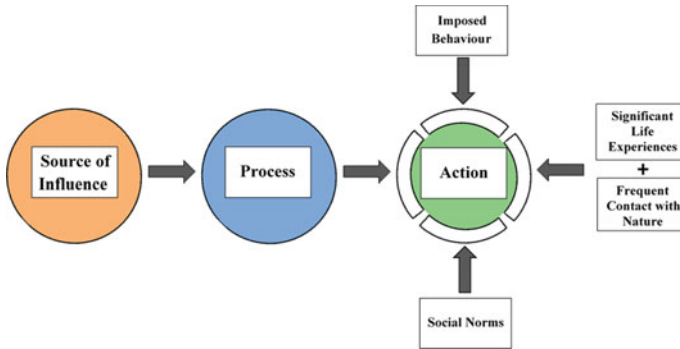 Imposed
Behaviour
Source of
Influence
Process
Action
Significant
Life
Experiences
+
Frequent
Contact with
Nature
Social Norms